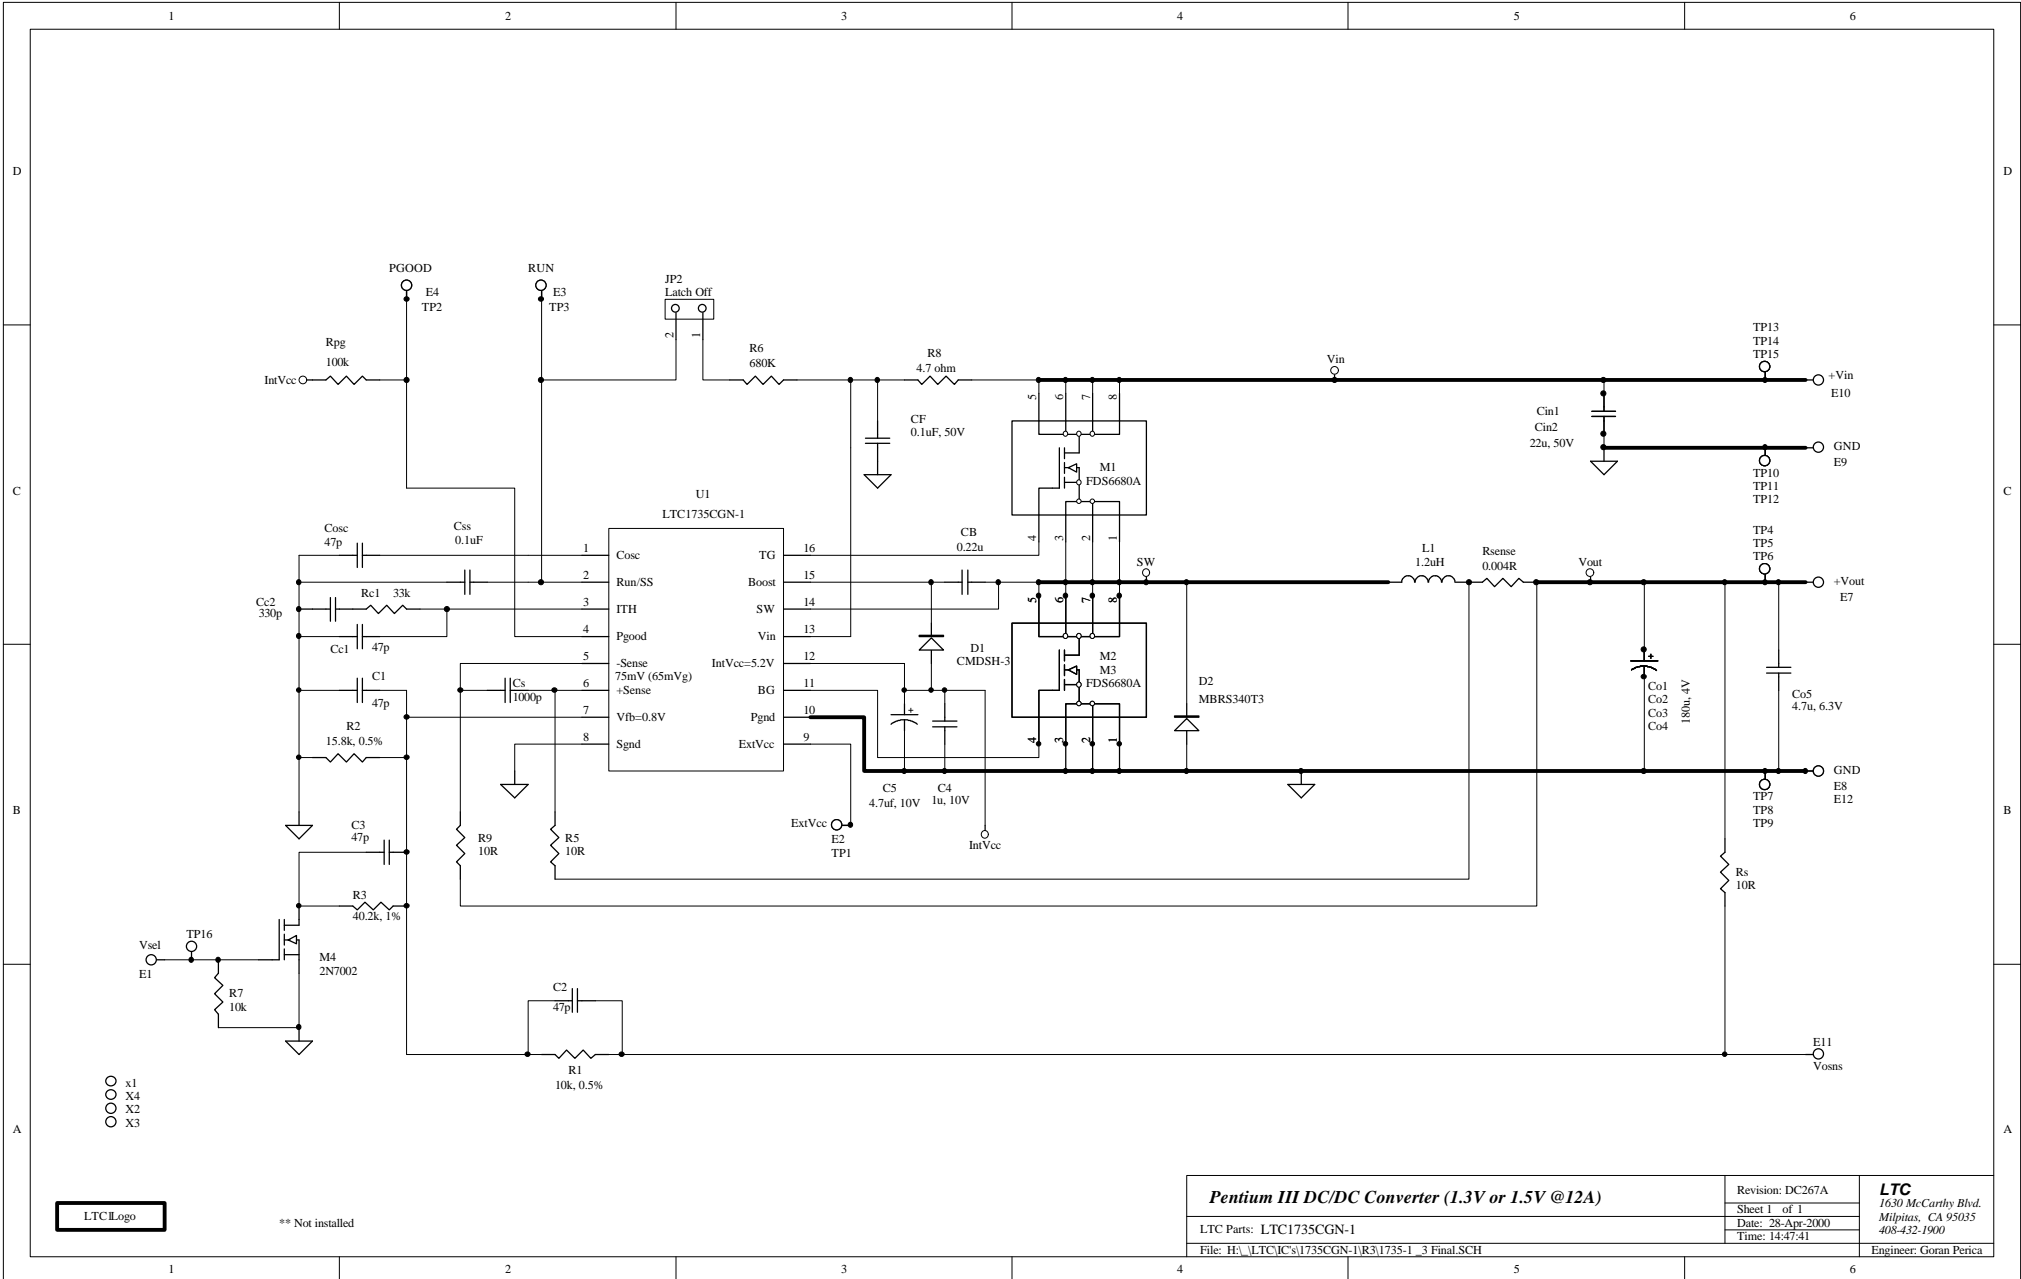 1 2 3 4 5 6
D D
PGOOD
E4
TP2
RUN
E3
TP3
JP2
Latch Off
2 1
Rpg
100k
IntVcc
R6
680K
R8
4.7 ohm
Vin
TP13
TP14
TP15
+Vin
E10
CF
0.1uF, 50V
5 6 7 8
M1
FDS6680A
4 3 2 1
Cin1
Cin2
22u, 50V
GND
E9
TP10
TP11
TP12
C C
U1
LTC1735CGN-1
Cosc
47p
Css
0.1uF
Cc2
330p
Rc1 33k
Cc1 47p
1 Cosc
2 Run/SS
3 ITH
4 Pgood
5 -Sense
75mV (65mVg)
6 +Sense
7 Vfb=0.8V
8 Sgnd
TG 16
Boost 15
SW 14
Vin 13
IntVcc=5.2V 12
BG 11
Pgnd 10
ExtVcc 9
CB
0.22u
SW
L1
1.2uH
Rsense
0.004R
Vout
TP4
TP5
TP6
+Vout
E7
C1
47p
R2
15.8k, 0.5%
Cs
1000p
D1
CMDSH-3
5 6 7 8
M2
M3
FDS6680A
4 3 2 1
D2
MBRS340T3
Co1
Co2
Co3
Co4
180u, 4V
Co5
4.7u, 6.3V
C5
4.7uf, 10V
C4
1u, 10V
GND
E8
E12
TP7
TP8
TP9
B B
C3
47p
R9
10R
R5
10R
ExtVcc
E2
TP1
IntVcc
Rs
10R
R3
40.2k, 1%
Vsel
E1
TP16
M4
2N7002
R7
10k
C2
47p
R1
10k, 0.5%
E11
Vosns
x1
X4
X2
X3
A A
LTC1Logo
** Not installed
Pentium III DC/DC Converter (1.3V or 1.5V @12A)
LTC Parts: LTC1735CGN-1
File: H:\_\LTC\IC's\1735CGN-1\R3\1735-1_3 Final.SCH
Revision: DC267A
Sheet 1 of 1
Date: 28-Apr-2000
Time: 14:47:41
LTC
1630 McCarthy Blvd.
Milpitas, CA 95035
408-432-1900
Engineer: Goran Perica
1 2 3 4 5 6